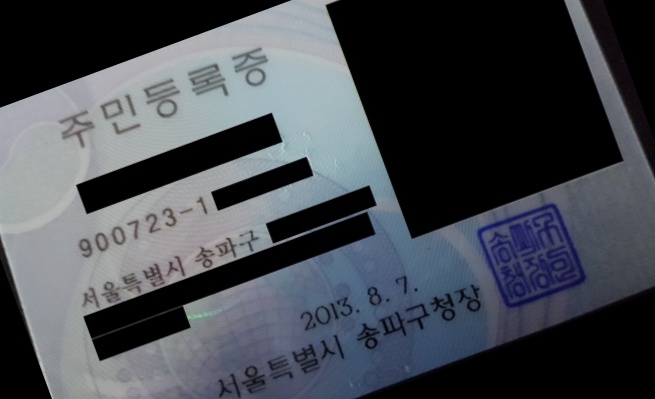 주민등록증
900723-1
서울특별시 송파구
2013. 8. 7.
서울특별시 송파구청장